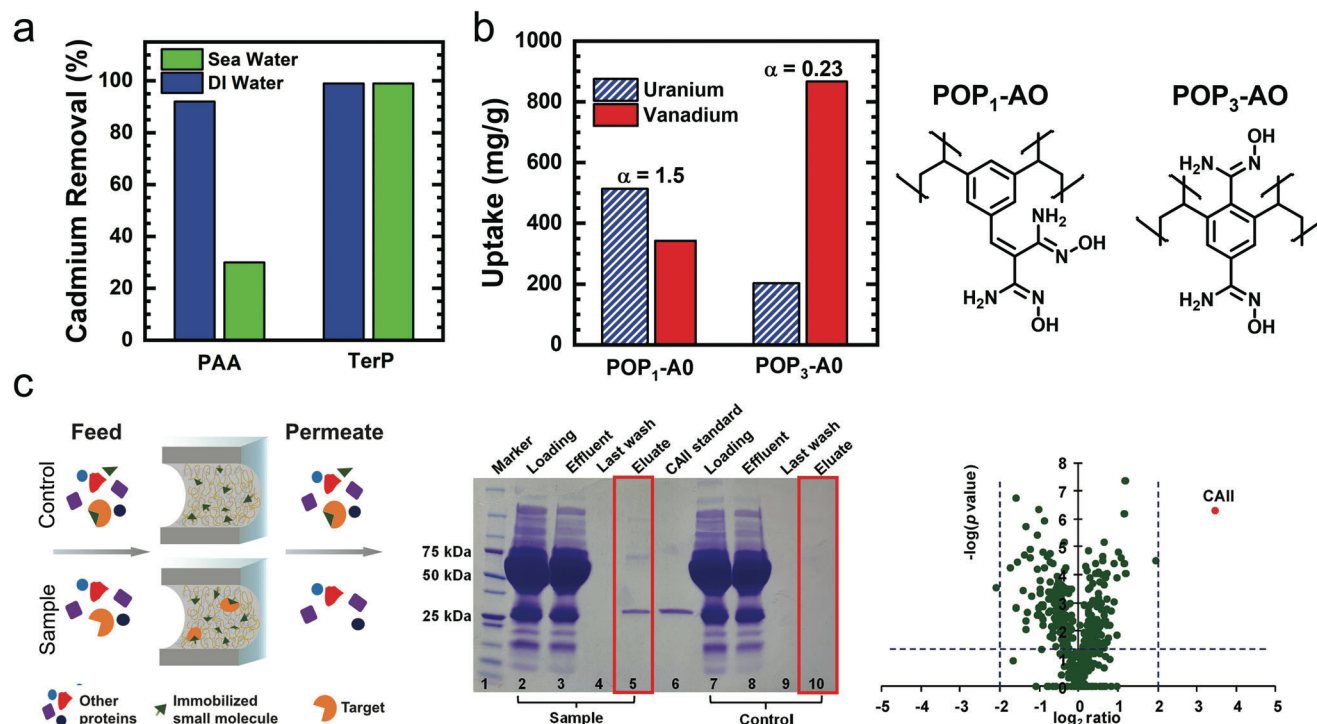 a
Cadmium Removal (%)
100
80
60
40
20
0
Sea Water
DI Water
PAA
TerP
b
Uptake (mg/g)
1000
800
600
400
200
0
Uranium
Vanadium
α = 1.5
α = 0.23
POP1-A0
POP3-A0
POP1-AO
NH2
N
OH
H2N
N
OH
POP3-AO
H2N
N
OH
H2N
N
OH
c
Feed
Permeate
Control
Sample
Other
proteins
Immobilized
small molecule
Target
Marker
Loading
Effluent
Last wash
Eluate
CAII standard
Loading
Effluent
Last wash
Eluate
75 kDa
50 kDa
25 kDa
1 2 3 4 5 6 7 8 9 10
Sample
Control
-log(p value)
8
7
6
5
4
3
2
1
0
CAII
-5 -4 -3 -2 -1 0 1 2 3 4 5
log2 ratio